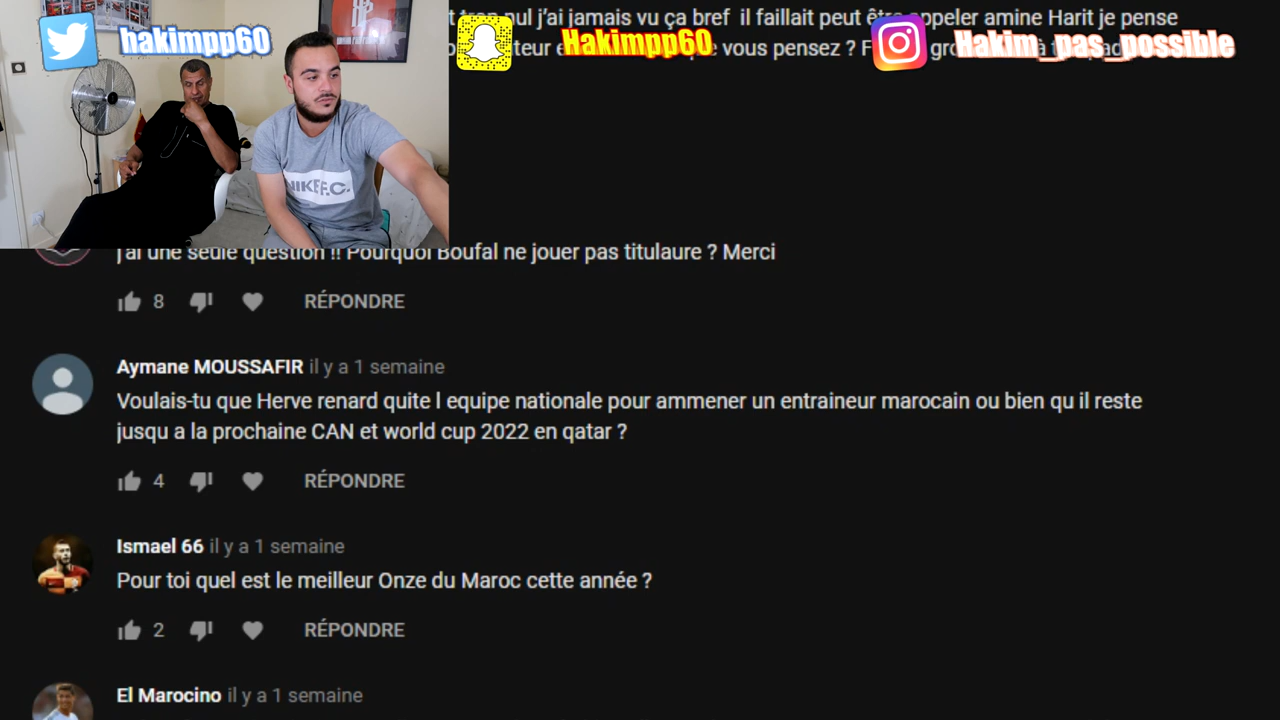 hakimpp60
Hakimpp60
Hakim_pas_possible
nul j'ai jamais vu ça bref il faillait peut être appeler amine Harit je pense
vous pensez ?
j'ai une seule question !! Pourquoi Boufal ne jouer pas titulaure ? Merci
8 RÉPONDRE
Aymane MOUSSAFIR il y a 1 semaine
Voulais-tu que Herve renard quite l equipe nationale pour ammener un entraineur marocain ou bien qu il reste
jusqu a la prochaine CAN et world cup 2022 en qatar ?
4 RÉPONDRE
Ismael 66 il y a 1 semaine
Pour toi quel est le meilleur Onze du Maroc cette année ?
2 RÉPONDRE
El Marocino il y a 1 semaine
NIKE F.C.